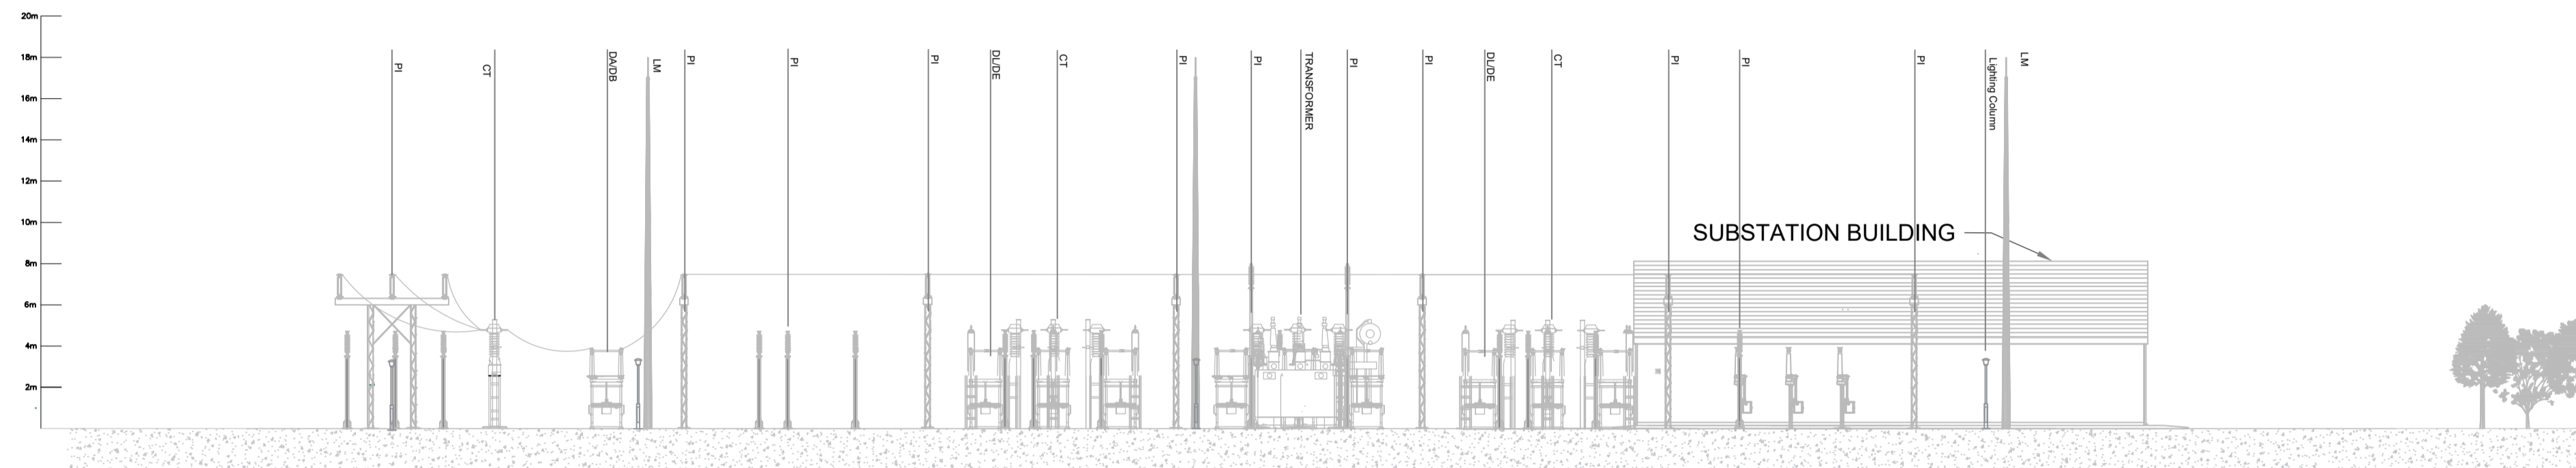 20m
18m
16m
14m
12m
10m
8m
6m
4m
2m
PI
CT
DA/DB
LM
PI
PI
PI
DL/DE
CT
PI
PI
TRANSFORMER
PI
PI
DL/DE
CT
PI
PI
PI
Lighting Column
LM
SUBSTATION BUILDING